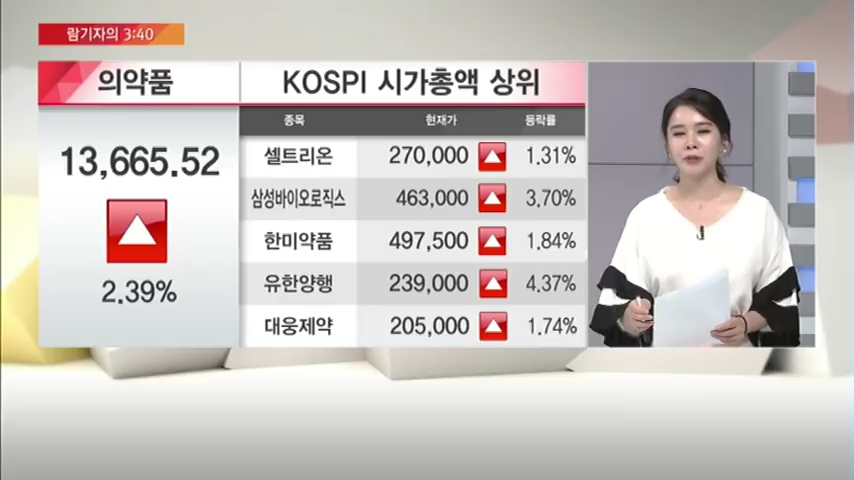 람기자의 3:40
의약품
13,665.52
2.39%
KOSPI 시가총액 상위
종목 현재가 등락률
셀트리온 270,000 1.31%
삼성바이오로직스 463,000 3.70%
한미약품 497,500 1.84%
유한양행 239,000 4.37%
대웅제약 205,000 1.74%